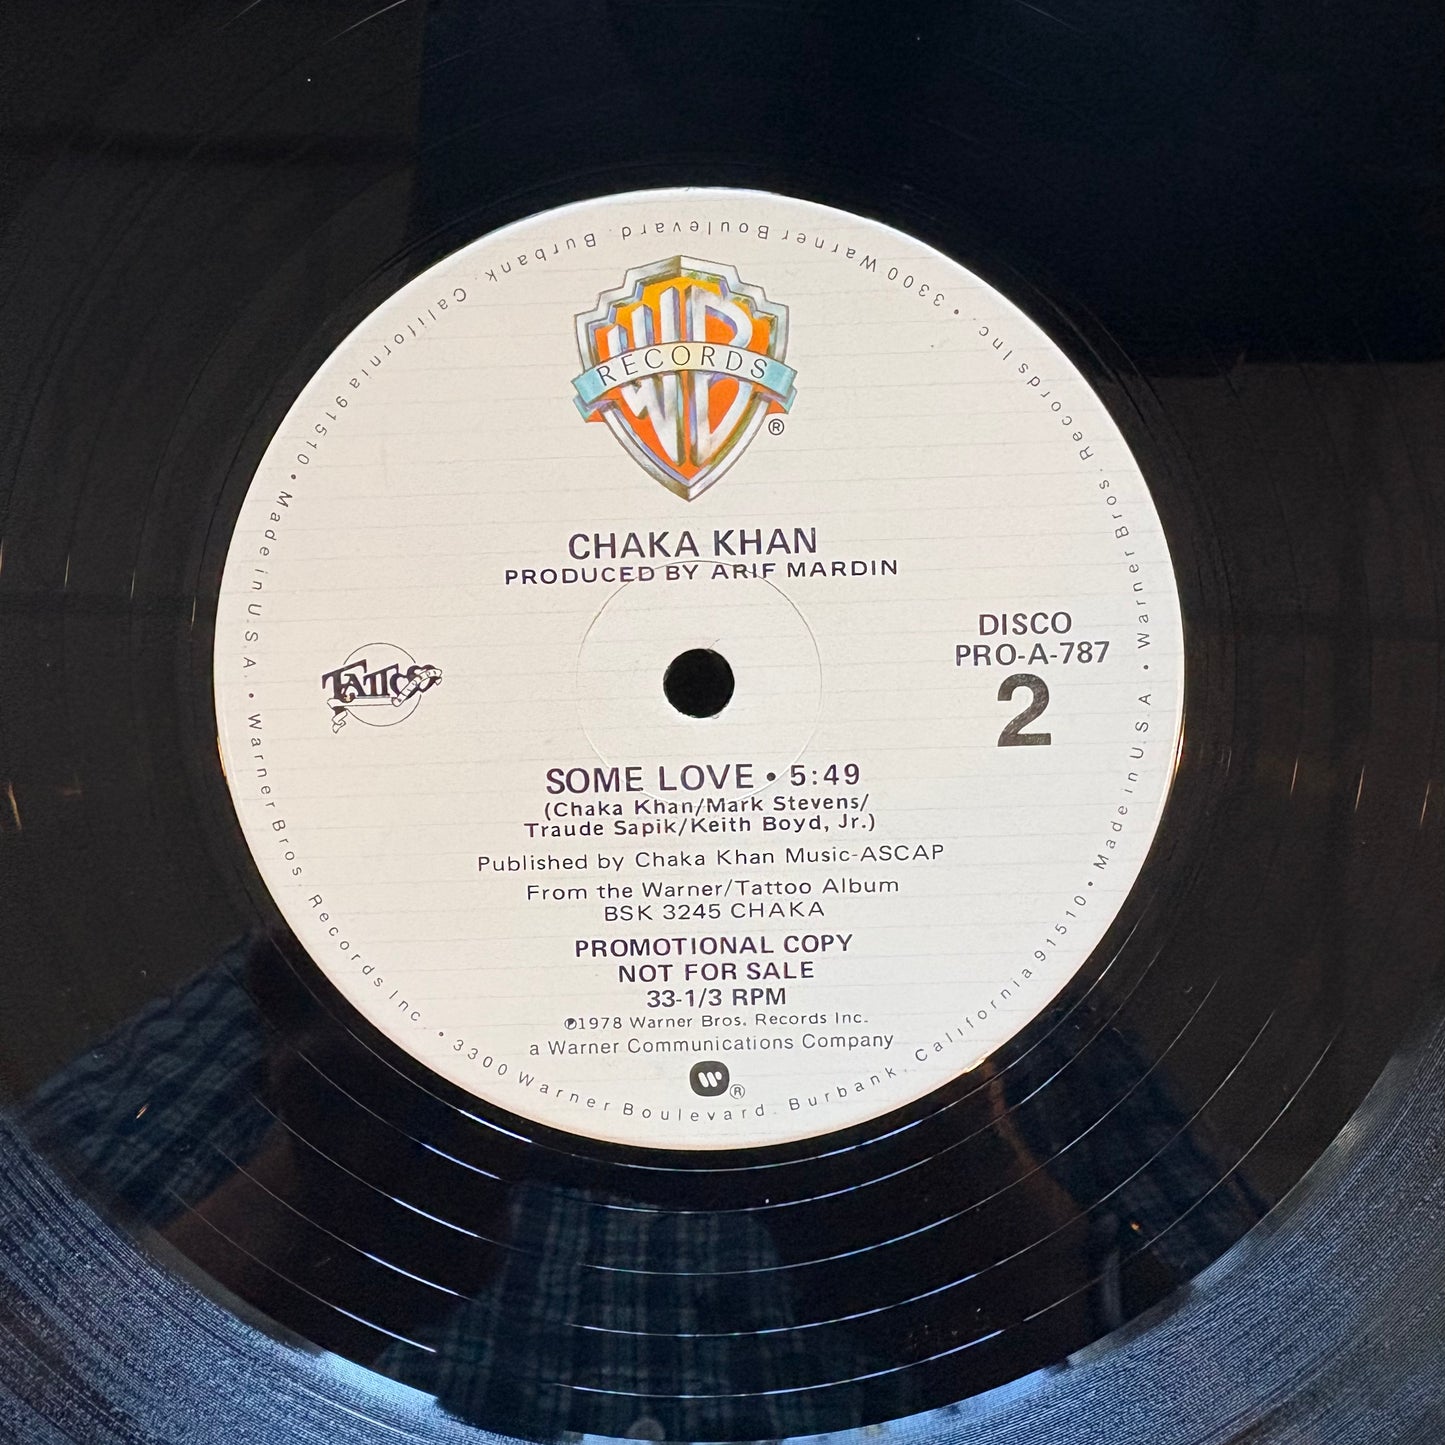 WB
RECORDS
®
CHAKA KHAN
PRODUCED BY ARIF MARDIN
TATTOO
DISCO
PRO-A-787
2
SOME LOVE • 5:49
(Chaka Khan/Mark Stevens/
Traude Sapik/Keith Boyd, Jr.)
Published by Chaka Khan Music-ASCAP
From the Warner/Tattoo Album
BSK 3245 CHAKA
PROMOTIONAL COPY
NOT FOR SALE
33-1/3 RPM
℗1978 Warner Bros. Records Inc.
a Warner Communications Company
®
Made in U.S.A. • Warner Bros. Records Inc. • 3300 Warner Boulevard. Burbank, California 91510 • Made in U.S.A • Warner Bros. Records Inc • 3300 Warner Boulevard. Burbank. California 91510 •